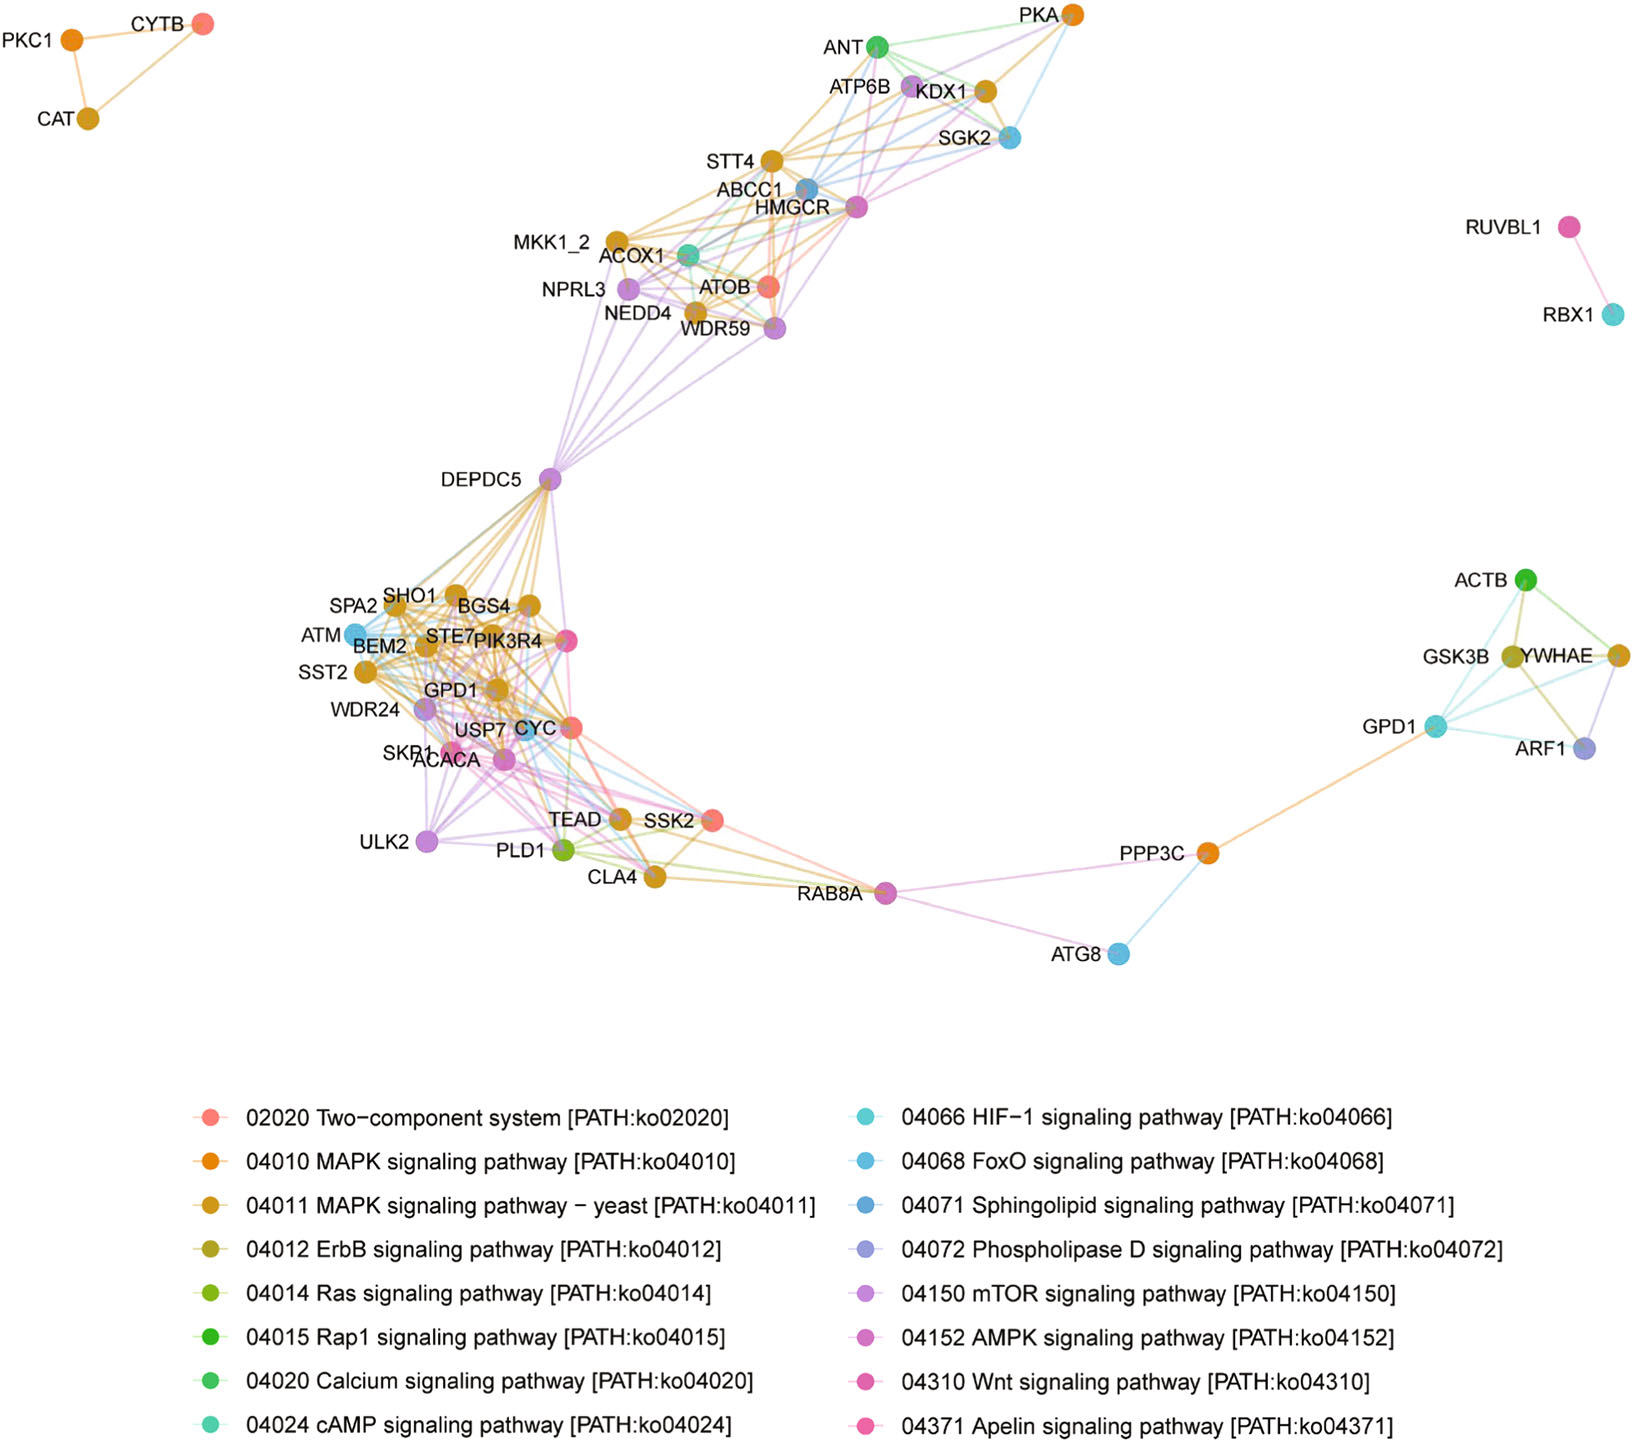 PKA
CYTB
PKC1
ANT
ATP6B
KDX1
CAT
SGK2
STT4
ABCC1
HMGCR
RUVBL1
MKK1_2
ACOX1
ATOB
NPRL3
NEDD4
RBX1
WDR59
DEPDC5
ACTB
SHO1
SPA2
BGS4
ATM
STE7
PIK3R4
BEM2
GSK3B
YWHAE
SST2
GPD1
WDR24
GPD1
USP7
CYC
ARF1
SKP1
ACACA
TEAD
SSK2
ULK2
PLD1
PPP3C
CLA4
RAB8A
ATG8
02020 Two−component system [PATH:ko02020]
04010 MAPK signaling pathway [PATH:ko04010]
04011 MAPK signaling pathway − yeast [PATH:ko04011]
04012 ErbB signaling pathway [PATH:ko04012]
04014 Ras signaling pathway [PATH:ko04014]
04015 Rap1 signaling pathway [PATH:ko04015]
04020 Calcium signaling pathway [PATH:ko04020]
04024 cAMP signaling pathway [PATH:ko04024]
04066 HIF−1 signaling pathway [PATH:ko04066]
04068 FoxO signaling pathway [PATH:ko04068]
04071 Sphingolipid signaling pathway [PATH:ko04071]
04072 Phospholipase D signaling pathway [PATH:ko04072]
04150 mTOR signaling pathway [PATH:ko04150]
04152 AMPK signaling pathway [PATH:ko04152]
04310 Wnt signaling pathway [PATH:ko04310]
04371 Apelin signaling pathway [PATH:ko04371]